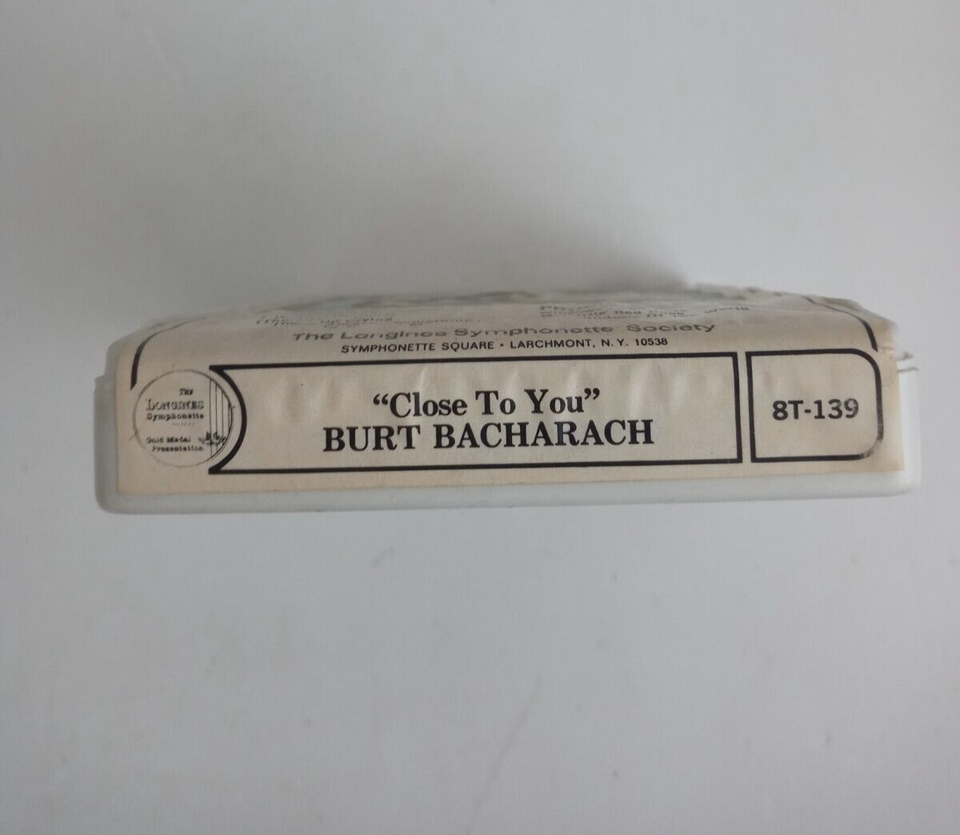 The Longines Symphonette Society
SYMPHONETTE SQUARE • LARCHMONT, N. Y. 10538
The
LONGINES
Symphonette
Gold Medal
Presentation
“Close To You”
BURT BACHARACH
8T-139